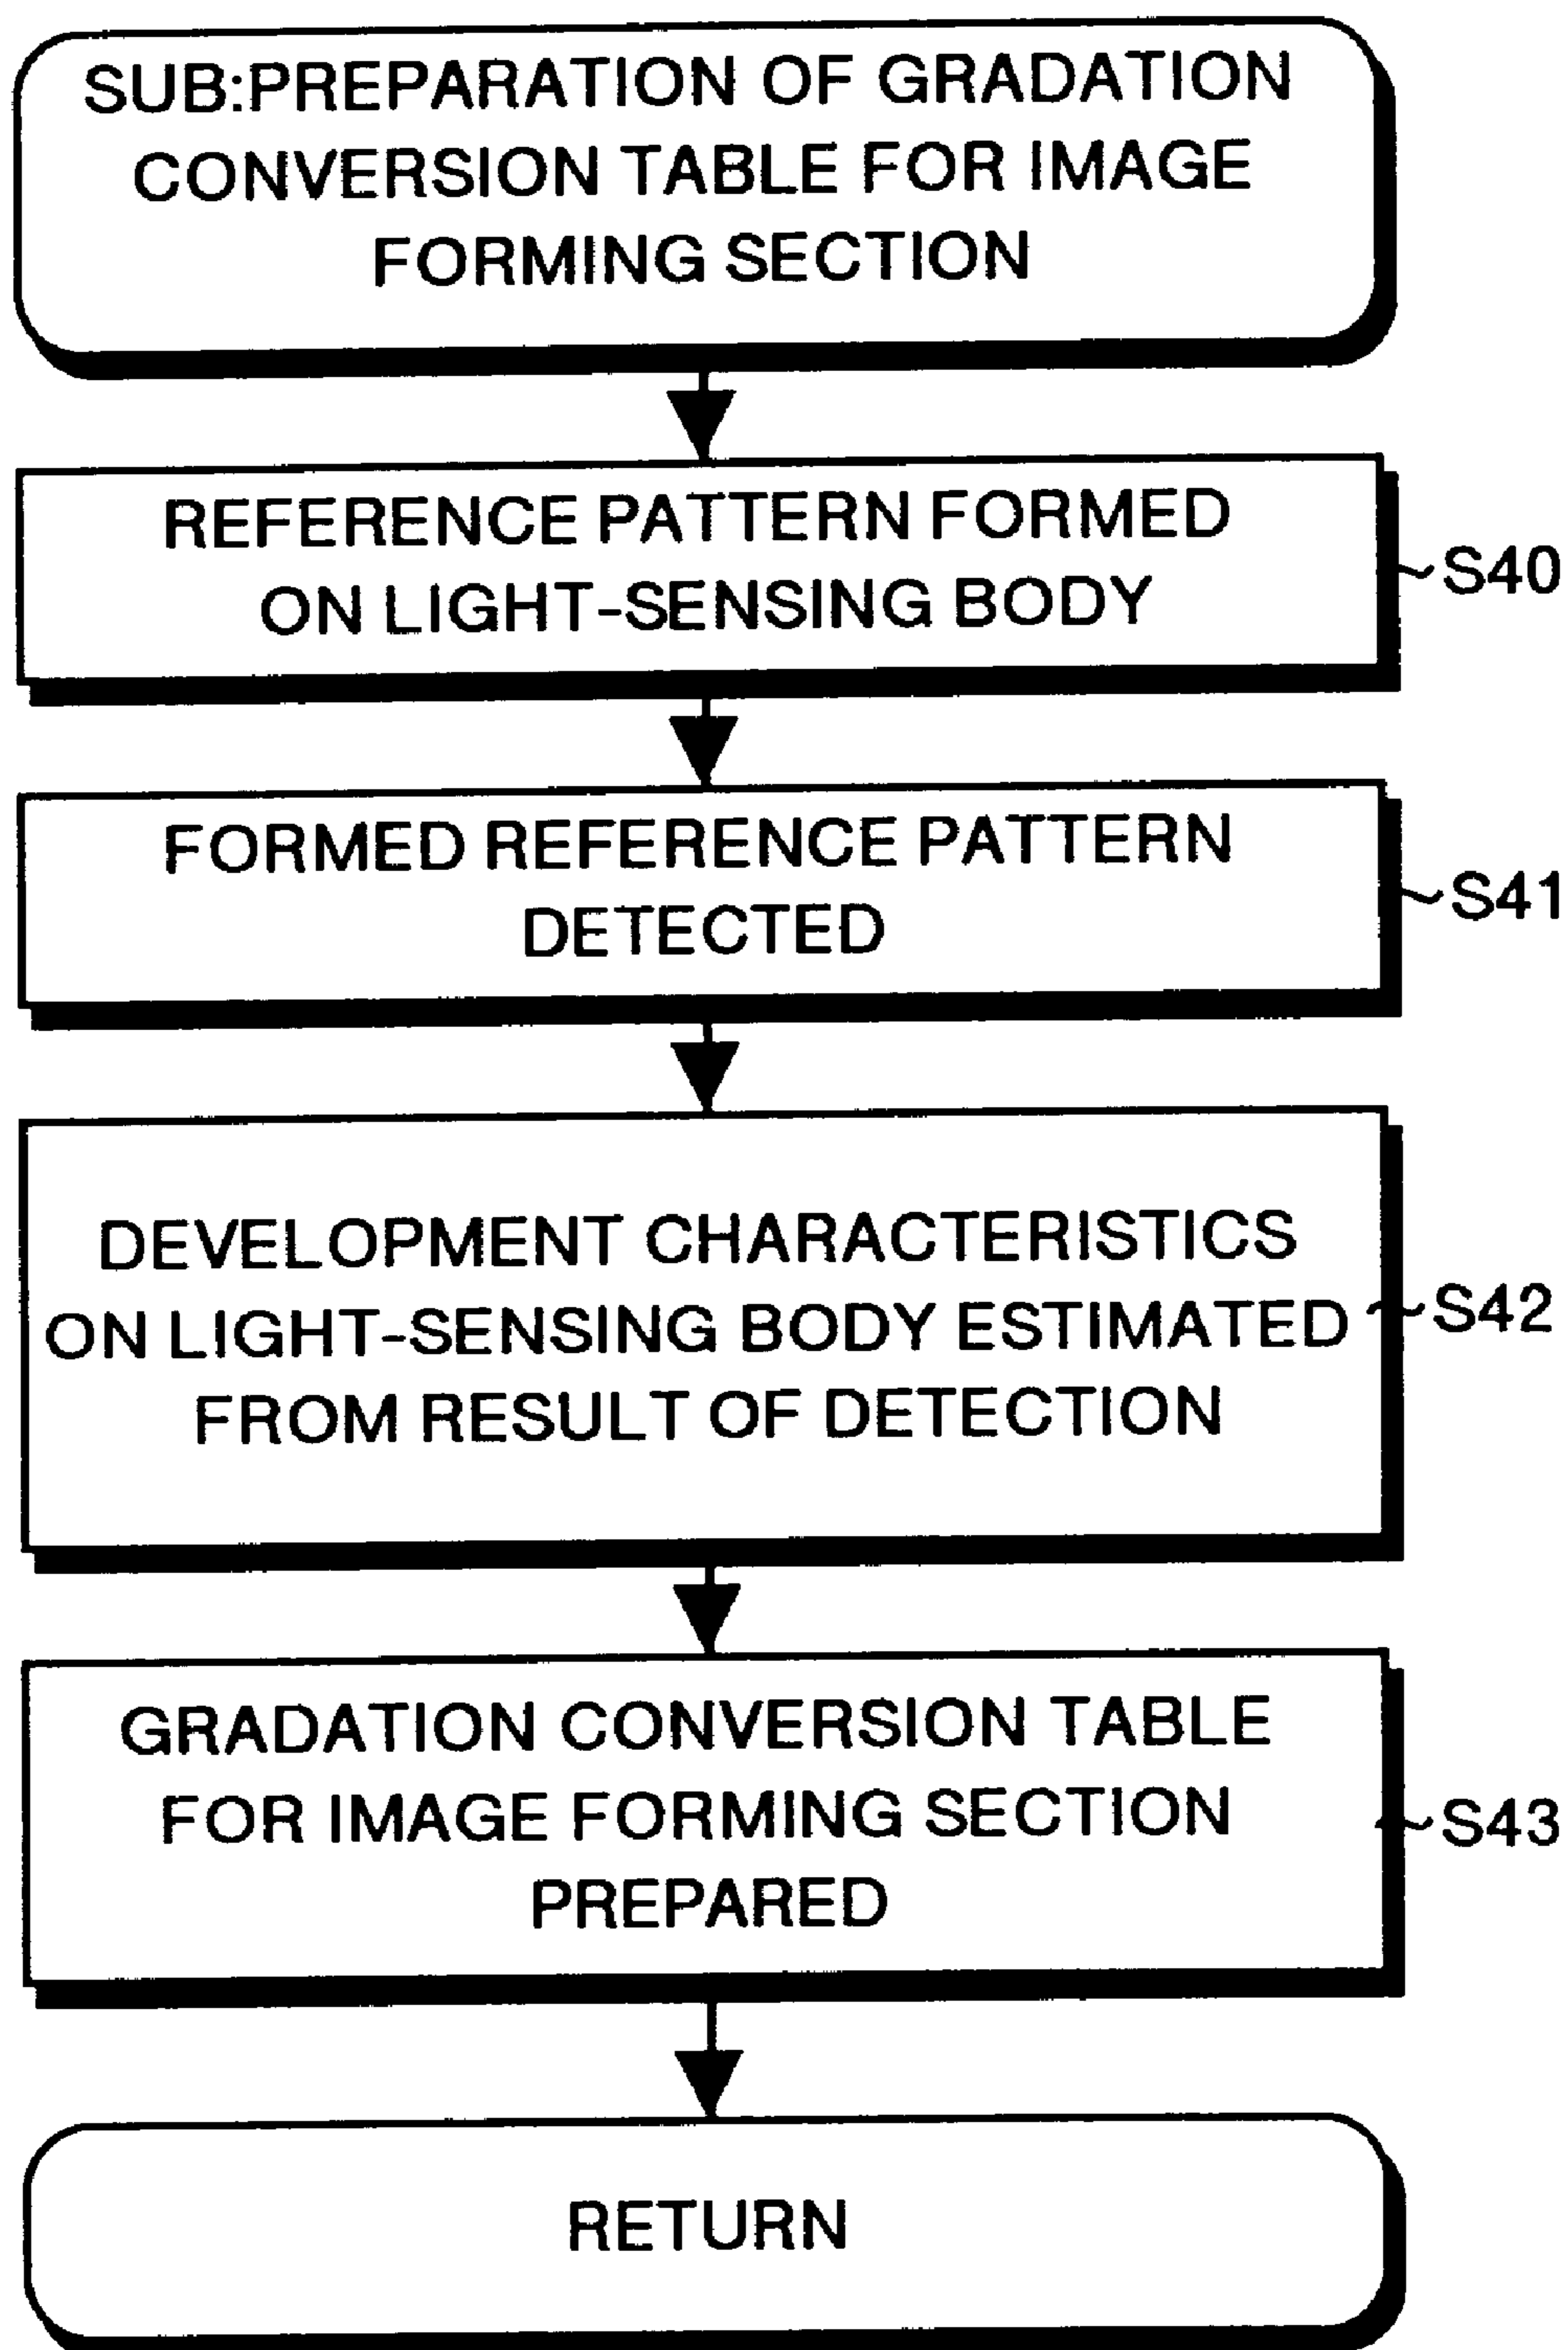 SUB:PREPARATION OF GRADATION
CONVERSION TABLE FOR IMAGE
FORMING SECTION
REFERENCE PATTERN FORMED
ON LIGHT-SENSING BODY
S40
FORMED REFERENCE PATTERN
DETECTED
S41
DEVELOPMENT CHARACTERISTICS
ON LIGHT-SENSING BODY ESTIMATED
FROM RESULT OF DETECTION
S42
GRADATION CONVERSION TABLE
FOR IMAGE FORMING SECTION
PREPARED
S43
RETURN